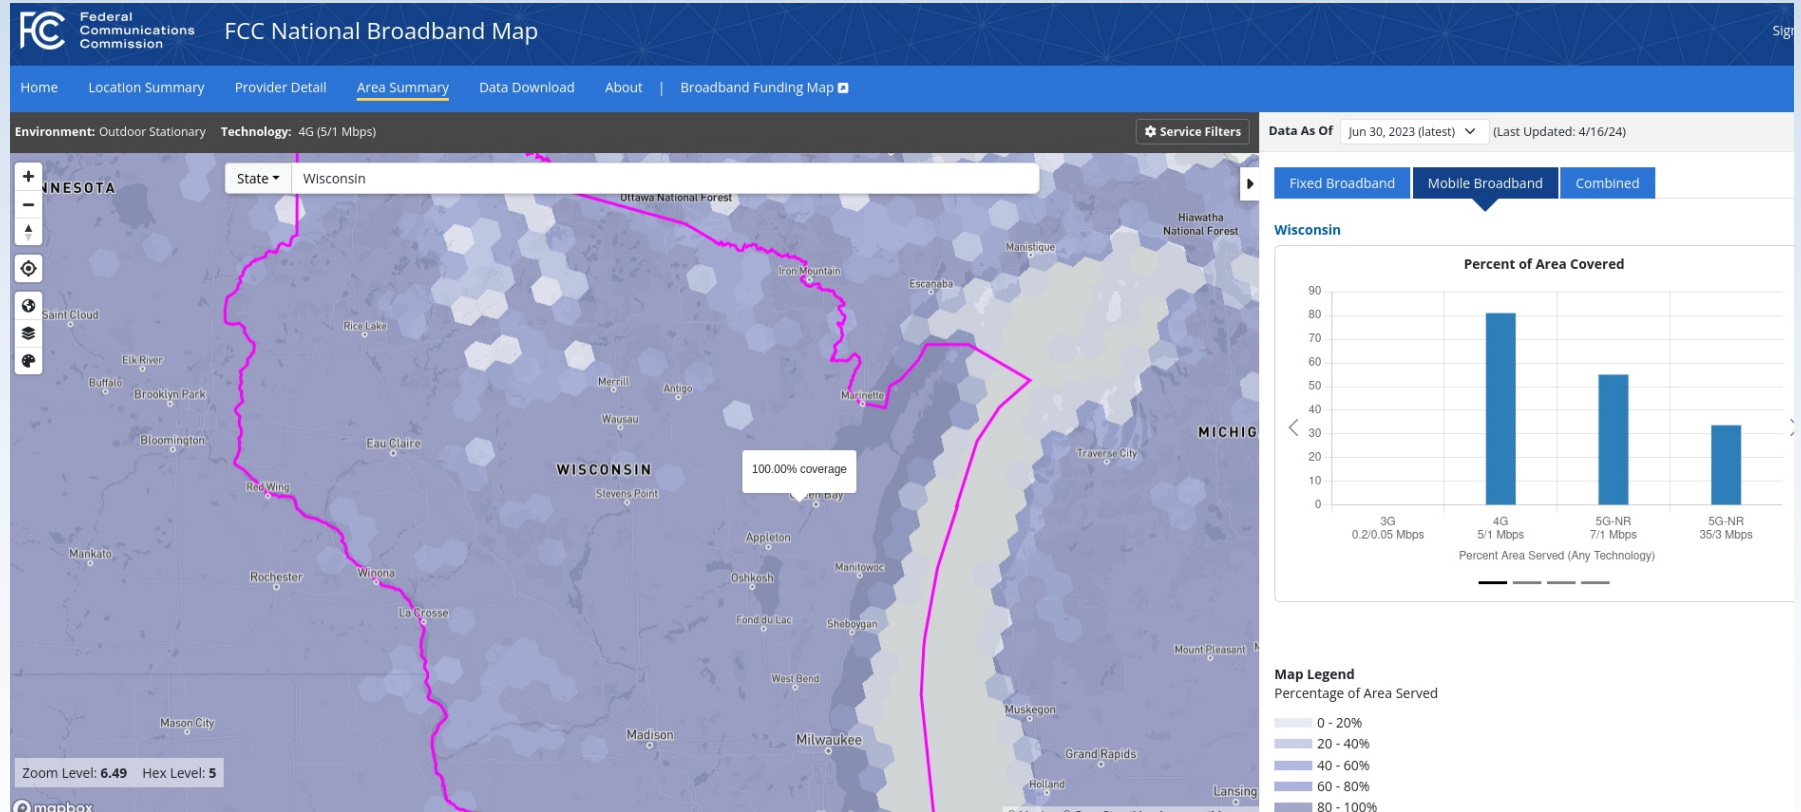 Federal
Communications
Commission
FCC National Broadband Map
Sign
Home Location Summary Provider Detail Area Summary Data Download About | Broadband Funding Map
Environment: Outdoor Stationary Technology: 4G (5/1 Mbps)
Service Filters
Data As Of Jun 30, 2023 (latest) (Last Updated: 4/16/24)
State Wisconsin
NNESOTA
Ottawa National Forest
Hiawatha
National Forest
Manistique
Iron Mountain
Escanaba
Saint Cloud
Rice Lake
Elk River
Buffalo
Brooklyn Park
Merrill
Antigo
Marinette
Wausau
Bloomington
Eau Claire
MICHIG
Traverse City
WISCONSIN
100.00% coverage
Red Wing
Stevens Point
Green Bay
Appleton
Mankato
Rochester
Winona
Oshkosh
Manitowoc
La Crosse
Fond du Lac
Sheboygan
Mount Pleasant
West Bend
Mason City
Madison
Milwaukee
Muskegon
Grand Rapids
Holland
Lansing
Zoom Level: 6.49 Hex Level: 5
mapbox
Fixed Broadband Mobile Broadband Combined
Wisconsin
Percent of Area Covered
90
80
70
60
50
40
30
20
10
0
3G 4G 5G-NR 5G-NR
0.2/0.05 Mbps 5/1 Mbps 7/1 Mbps 35/3 Mbps
Percent Area Served (Any Technology)
Map Legend
Percentage of Area Served
0 - 20%
20 - 40%
40 - 60%
60 - 80%
80 - 100%